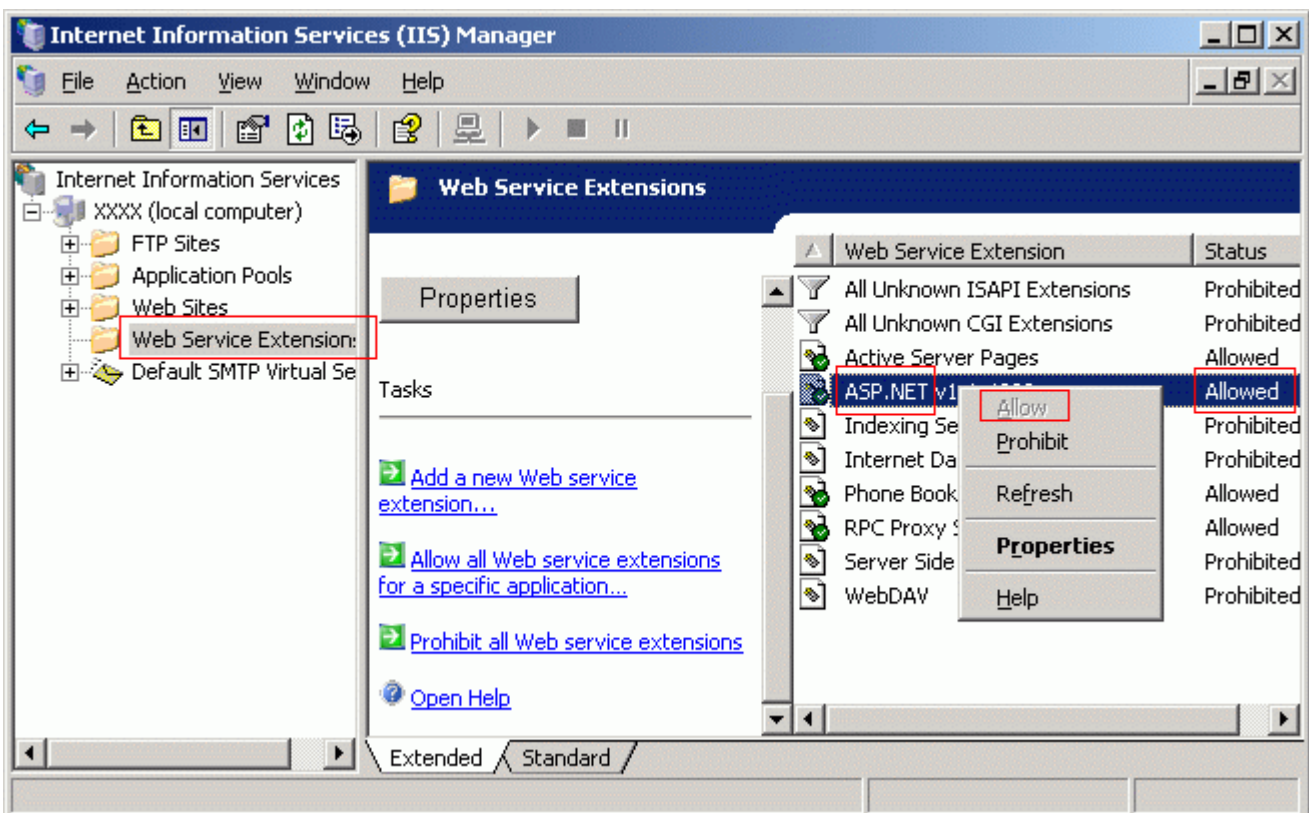 Internet Information Services (IIS) Manager
File Action View Window Help
Internet Information Services
XXXX (local computer)
FTP Sites
Application Pools
Web Sites
Web Service Extension
Default SMTP Virtual Se
Web Service Extensions
Properties
Tasks
Add a new Web service
extension...
Allow all Web service extensions
for a specific application...
Prohibit all Web service extensions
Open Help
Web Service Extension Status
All Unknown ISAPI Extensions Prohibited
All Unknown CGI Extensions Prohibited
Active Server Pages Allowed
ASP.NET Allowed
Indexing Se Prohibited
Internet Da Prohibited
Phone Book Allowed
RPC Proxy Allowed
Server Side Prohibited
WebDAV Prohibited
Allow
Prohibit
Refresh
Properties
Help
Extended Standard